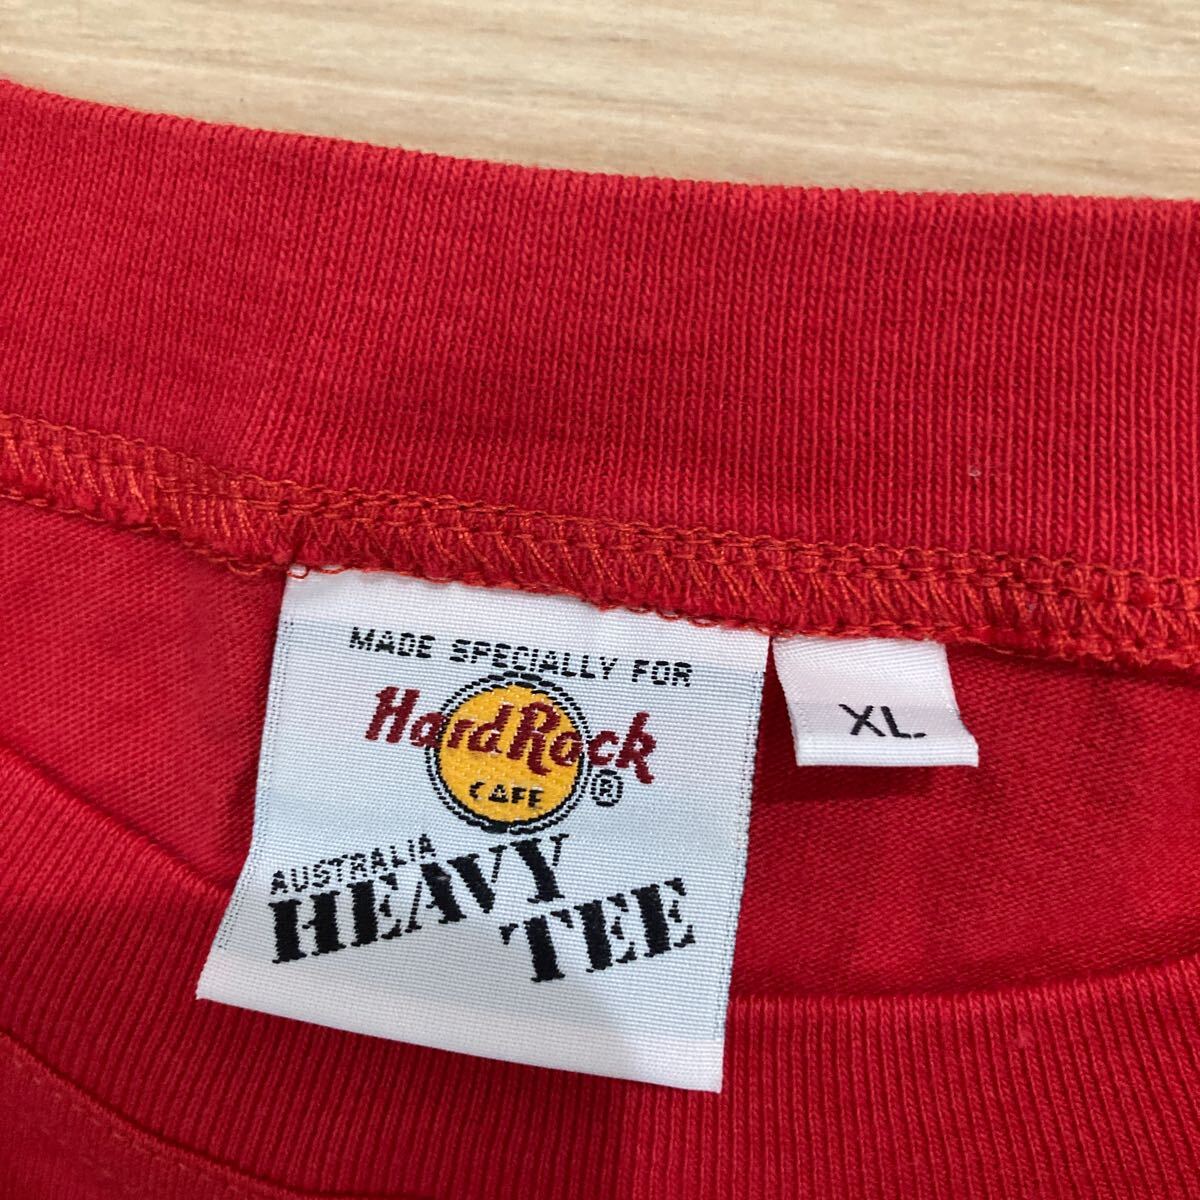 MADE SPECIALLY FOR
Hard Rock
CAFE ®
AUSTRALIA
HEAVY
TEE
XL